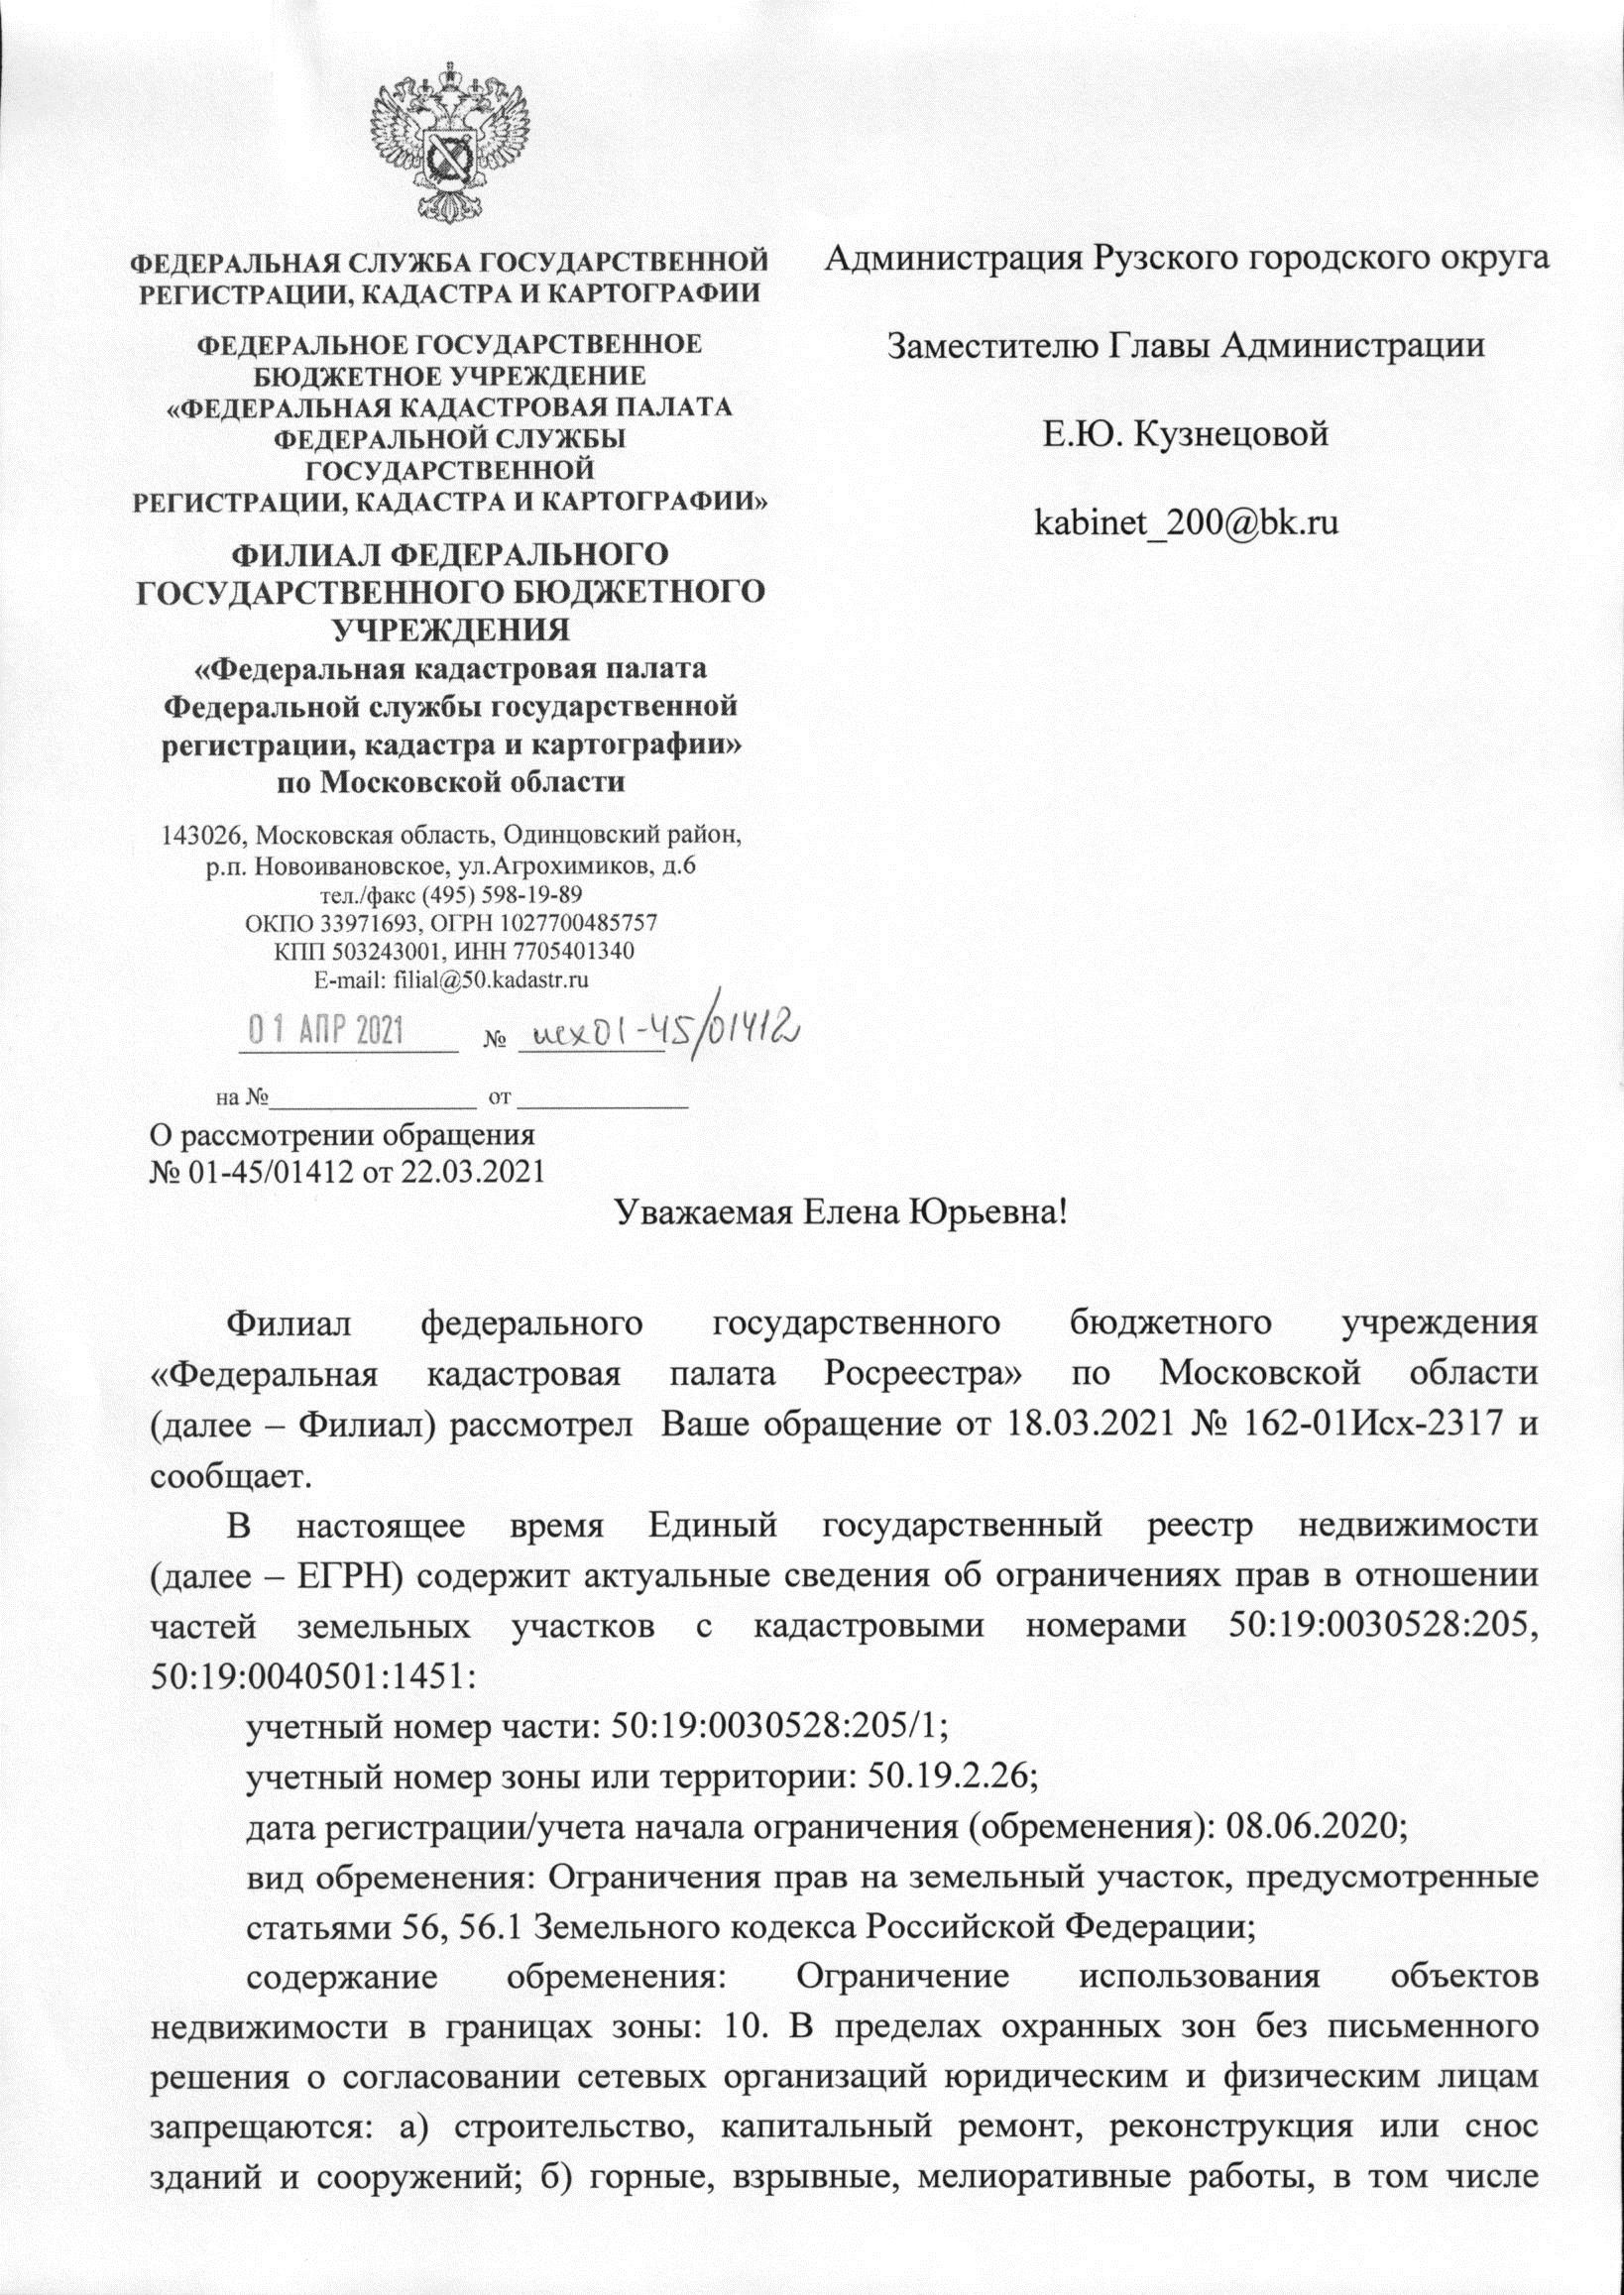 ФЕДЕРАЛЬНАЯ СЛУЖБА ГОСУДАРСТВЕННОЙ
РЕГИСТРАЦИИ, КАДАСТРА И КАРТОГРАФИИ
ФЕДЕРАЛЬНОЕ ГОСУДАРСТВЕННОЕ
БЮДЖЕТНОЕ УЧРЕЖДЕНИЕ
«ФЕДЕРАЛЬНАЯ КАДАСТРОВАЯ ПАЛАТА
ФЕДЕРАЛЬНОЙ СЛУЖБЫ
ГОСУДАРСТВЕННОЙ
РЕГИСТРАЦИИ, КАДАСТРА И КАРТОГРАФИИ»
ФИЛИАЛ ФЕДЕРАЛЬНОГО
ГОСУДАРСТВЕННОГО БЮДЖЕТНОГО
УЧРЕЖДЕНИЯ
«Федеральная кадастровая палата
Федеральной службы государственной
регистрации, кадастра и картографии»
по Московской области
143026, Московская область, Одинцовский район,
р.п. Новоивановское, ул.Агрохимиков, д.6
тел./факс (495) 598-19-89
ОКПО 33971693, ОГРН 1027700485757
КПП 503243001, ИНН 7705401340
E-mail: filial@50.kadastr.ru
01 АПР 2021 № исх01-45/01412
на №____________ от ____________
О рассмотрении обращения
№ 01-45/01412 от 22.03.2021
Администрация Рузского городского округа
Заместителю Главы Администрации
Е.Ю. Кузнецовой
kabinet_200@bk.ru
Уважаемая Елена Юрьевна!
Филиал федерального государственного бюджетного учреждения
«Федеральная кадастровая палата Росреестра» по Московской области
(далее – Филиал) рассмотрел Ваше обращение от 18.03.2021 № 162-01Исх-2317 и
сообщает.
В настоящее время Единый государственный реестр недвижимости
(далее – ЕГРН) содержит актуальные сведения об ограничениях прав в отношении
частей земельных участков с кадастровыми номерами 50:19:0030528:205,
50:19:0040501:1451:
учетный номер части: 50:19:0030528:205/1;
учетный номер зоны или территории: 50.19.2.26;
дата регистрации/учета начала ограничения (обременения): 08.06.2020;
вид обременения: Ограничения прав на земельный участок, предусмотренные
статьями 56, 56.1 Земельного кодекса Российской Федерации;
содержание обременения: Ограничение использования объектов
недвижимости в границах зоны: 10. В пределах охранных зон без письменного
решения о согласовании сетевых организаций юридическим и физическим лицам
запрещаются: а) строительство, капитальный ремонт, реконструкция или снос
зданий и сооружений; б) горные, взрывные, мелиоративные работы, в том числе